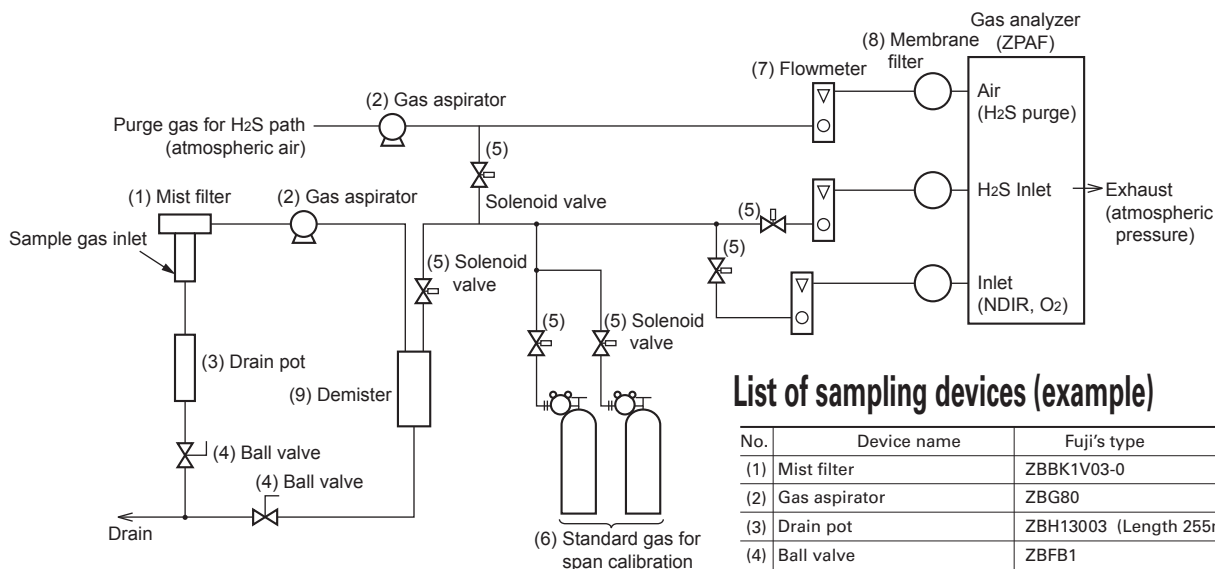 Gas analyzer
(ZPAF)
(8) Membrane
filter
(7) Flowmeter
(2) Gas aspirator
Air
(H2S purge)
Purge gas for H2S path
(atmospheric air)
(5)
(1) Mist filter
(2) Gas aspirator
Solenoid valve
H2S Inlet
Exhaust
(atmospheric
pressure)
Sample gas inlet
(5)
(5)
(5) Solenoid
valve
Inlet
(NDIR, O2)
(5)
(5) Solenoid
valve
(3) Drain pot
(9) Demister
(4) Ball valve
(4) Ball valve
Drain
(6) Standard gas for
span calibration
List of sampling devices (example)
No. Device name Fuji's type
(1) Mist filter ZBBK1V03-0
(2) Gas aspirator ZBG80
(3) Drain pot ZBH13003 (Length 255
(4) Ball valve ZBFB1